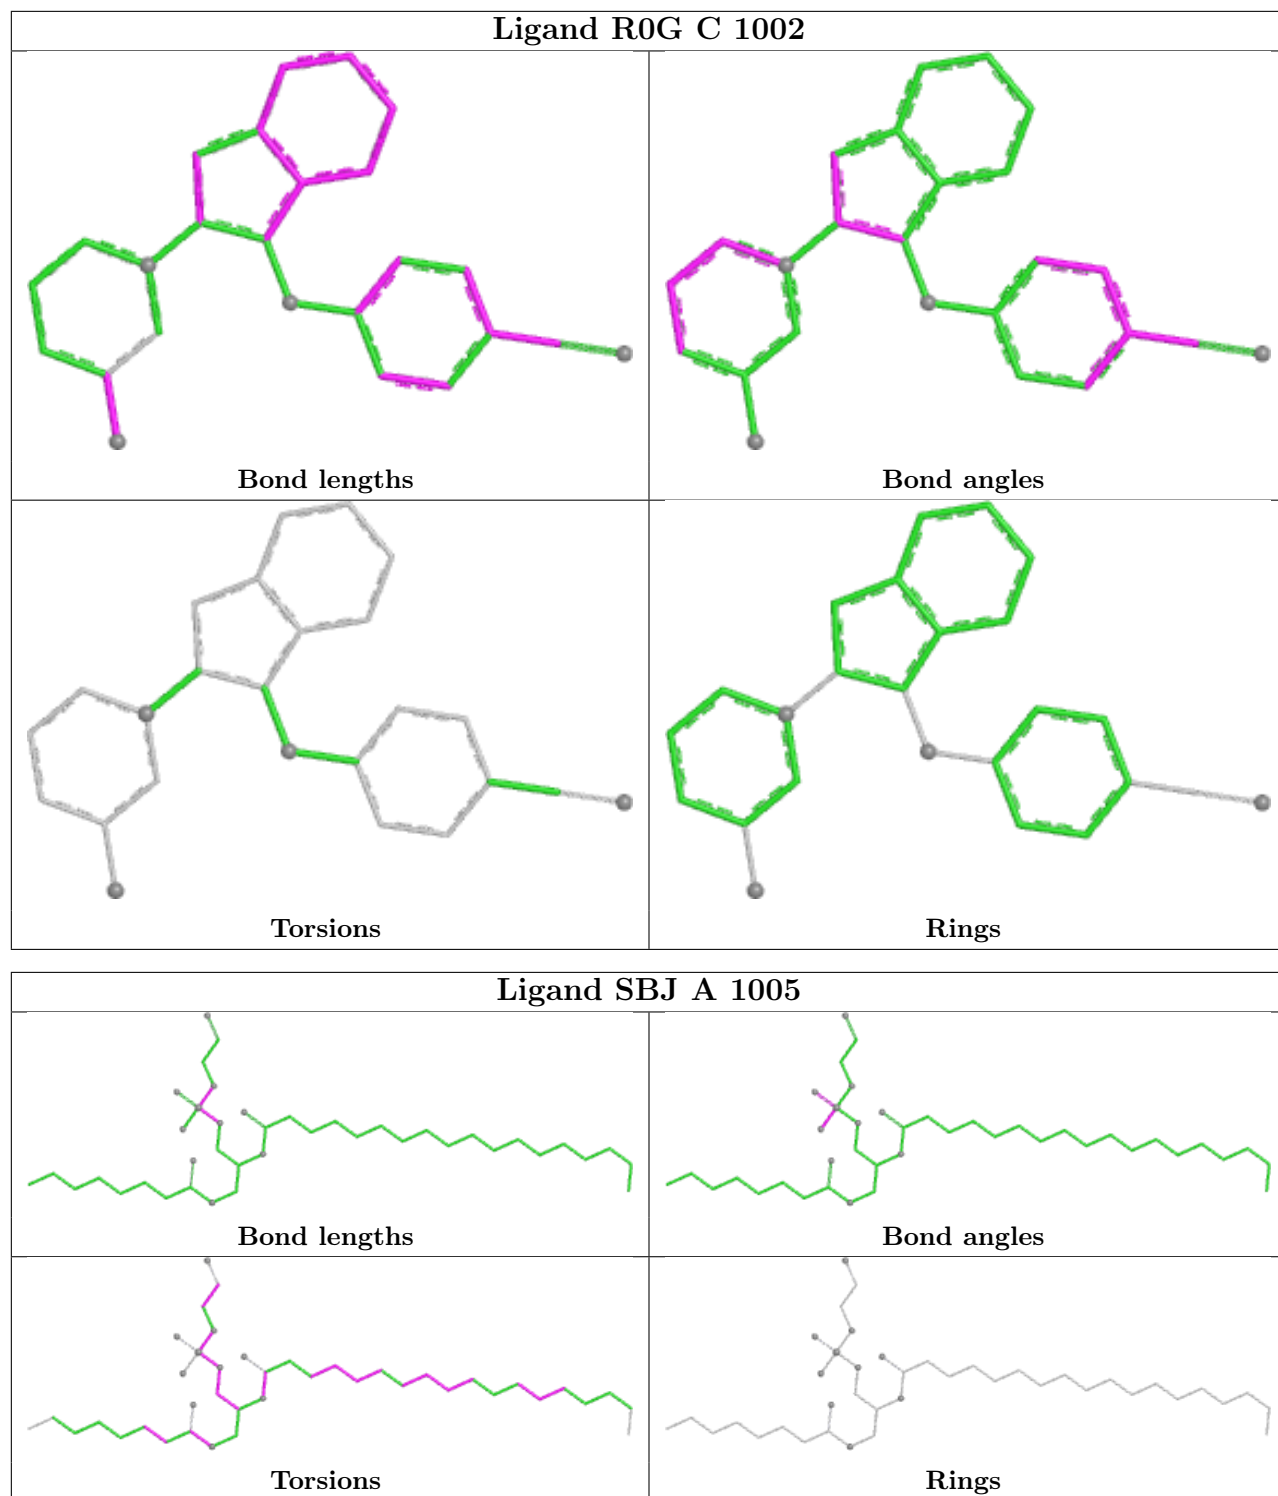 Ligand R0G C 1002
Bond lengths
Bond angles
Torsions
Rings
Ligand SBJ A 1005
Bond lengths
Bond angles
Torsions
Rings